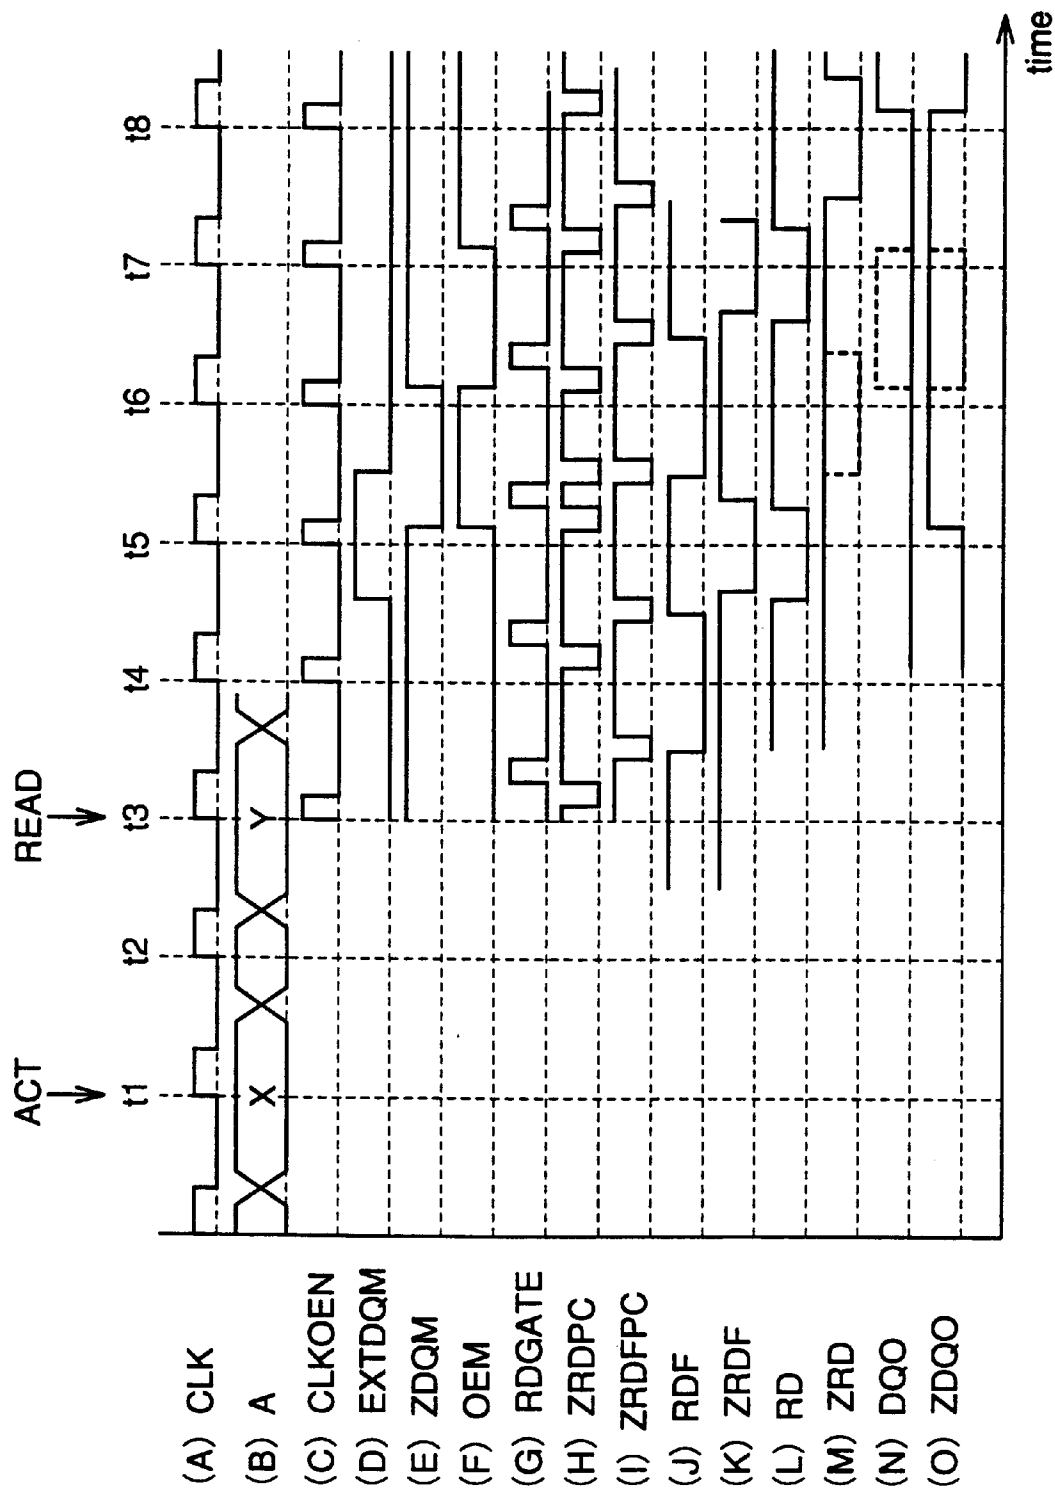 ACT
READ
t1
t2
t3
t4
t5
t6
t7
t8
(A) CLK
(B) A
X
Y
(C) CLKOEN
(D) EXTDQM
(E) ZDQM
(F) OEM
(G) RDGATE
(H) ZRDPC
(I) ZRDFPC
(J) RDF
(K) ZRDF
(L) RD
(M) ZRD
(N) DQO
(O) ZDQO
time